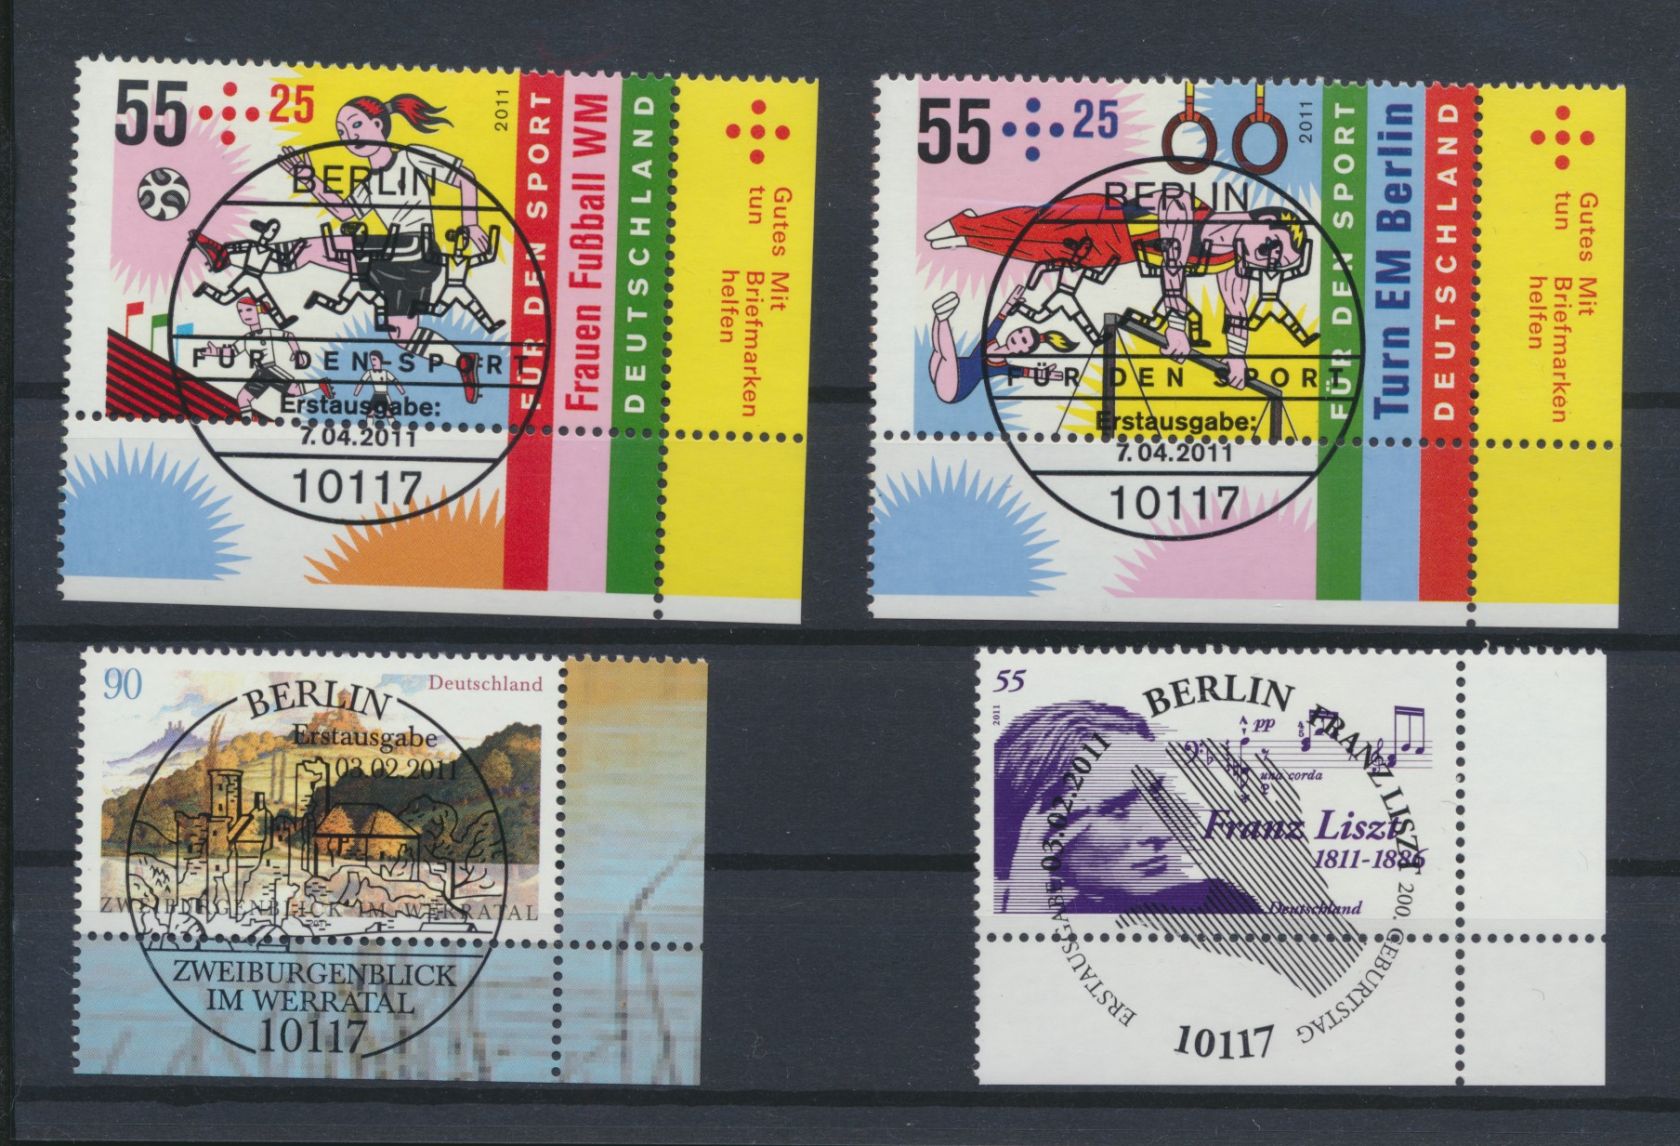 55 25
2011
FÜR DEN SPORT
Frauen Fußball WM
DEUTSCHLAND
Gutes Mit
tun Briefmarken
helfen
BERLIN
FÜR DEN SPORT
Erstausgabe:
7.04.2011
10117
55 25
2011
FÜR DEN SPORT
Turn EM Berlin
DEUTSCHLAND
Gutes Mit
tun Briefmarken
helfen
BERLIN
FÜR DEN SPORT
Erstausgabe:
7.04.2011
10117
90
Deutschland
ZWEIBURGENBLICK IM WERRATAL
BERLIN
Erstausgabe
03.02.2011
ZWEIBURGENBLICK
IM WERRATAL
10117
55
2011
pp
una corda
Franz Liszt
1811-1886
Deutschland
BERLIN
FRANZ LISZT 200. GEBURTSTAG
ERSTAUSGABE 03.02.2011
10117